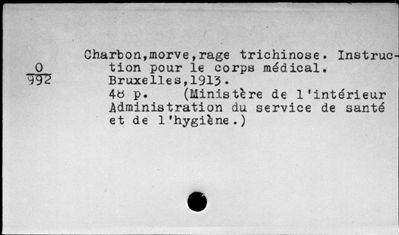 Charbon,morve,rage trichinose. Instruc-
O
992
tion pour le corps médical.
Bruxelles,1913.
48 p. (Ministère de l'intérieur
Administration du service de santé
et de l'hygiène.)